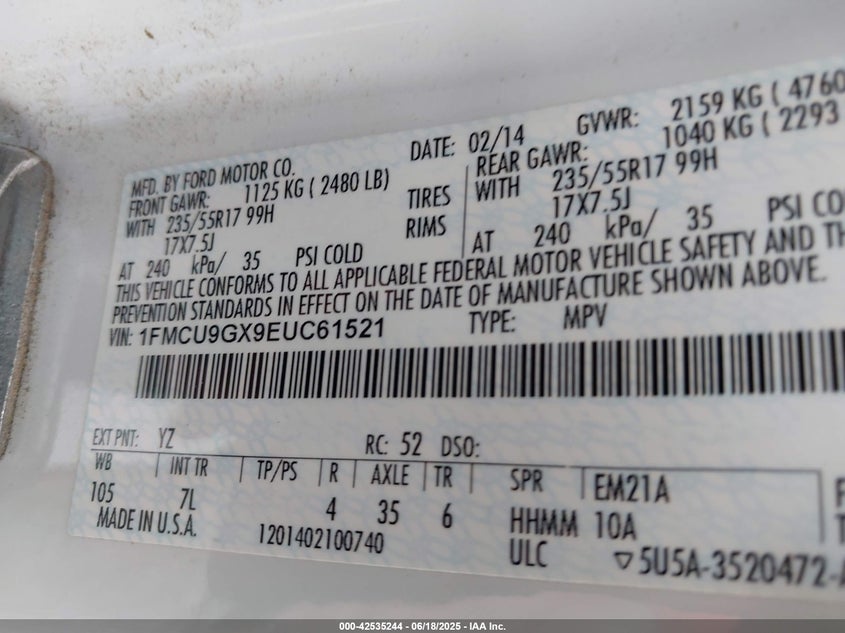 MFD. BY FORD MOTOR CO.
DATE: 02/14
GVWR: 2159 KG ( 4760
FRONT GAWR: 1125 KG ( 2480 LB)
REAR GAWR: 1040 KG ( 2293
WITH 235/55R17 99H TIRES
WITH 235/55R17 99H
17X7.5J RIMS
17X7.5J
AT 240 kPa/ 35 PSI COLD
AT 240 kPa/ 35 PSI CO
THIS VEHICLE CONFORMS TO ALL APPLICABLE FEDERAL MOTOR VEHICLE SAFETY AND TH
PREVENTION STANDARDS IN EFFECT ON THE DATE OF MANUFACTURE SHOWN ABOVE.
VIN: 1FMCU9GX9EUC61521 TYPE: MPV
EXT PNT: YZ RC: 52 DSO:
WB INT TR TP/PS R AXLE TR SPR EM21A
105 7L 4 35 6 HHMM 10A
MADE IN U.S.A. 1201402100740 ULC ▽5U5A-3520472-A
000-42535244 - 06/18/2025 - IAA Inc.